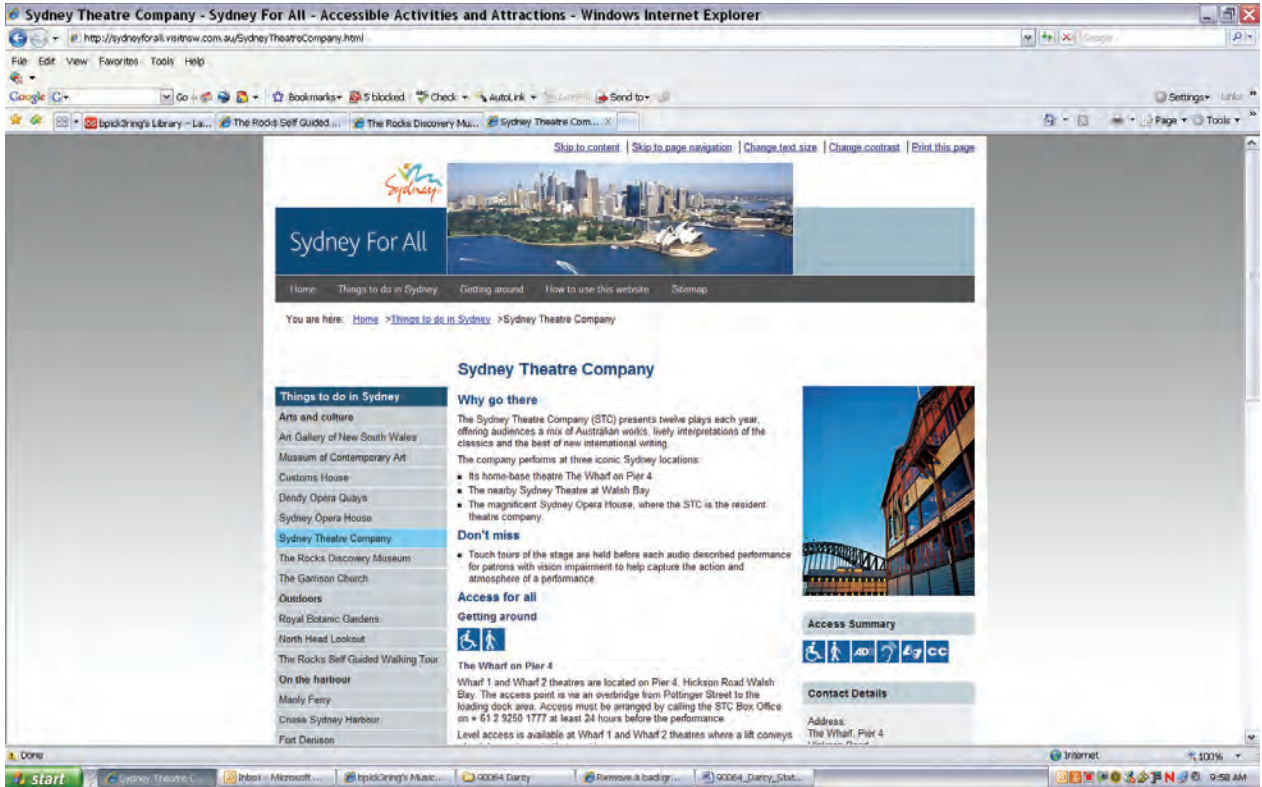 Sydney Theatre Company - Sydney For All - Accessible Activities and Attractions - Windows Internet Explorer
http://sydneyforall.visitnsw.com.au/SydneyTheatreCompany.html
Google
File Edit View Favorites Tools Help
Google G Go Bookmarks 5 blocked Check AutoLink AutoFill Send to Settings Links
bpick3ring's Library - La... The Rocks Self Guided ... The Rocks Discovery Mu... Sydney Theatre Com... X Page Tools
Skip to content | Skip to page navigation | Change text size | Change contrast | Print this page
Sydney
Sydney For All
Home Things to do in Sydney Getting around How to use this website Sitemap
You are here: Home >Things to do in Sydney >Sydney Theatre Company
Sydney Theatre Company
Things to do in Sydney
Arts and culture
Art Gallery of New South Wales
Museum of Contemporary Art
Customs House
Dendy Opera Quays
Sydney Opera House
Sydney Theatre Company
The Rocks Discovery Museum
The Garrison Church
Outdoors
Royal Botanic Gardens
North Head Lookout
The Rocks Self Guided Walking Tour
On the harbour
Manly Ferry
Cruise Sydney Harbour
Fort Denison
Why go there
The Sydney Theatre Company (STC) presents twelve plays each year,
offering audiences a mix of Australian works, lively interpretations of the
classics and the best of new international writing.
The company performs at three iconic Sydney locations:
Its home-base theatre The Wharf on Pier 4
The nearby Sydney Theatre at Walsh Bay
The magnificent Sydney Opera House, where the STC is the resident
theatre company.
Don't miss
Touch tours of the stage are held before each audio described performance
for patrons with vision impairment to help capture the action and
atmosphere of a performance
Access for all
Getting around
The Wharf on Pier 4
Wharf 1 and Wharf 2 theatres are located on Pier 4, Hickson Road Walsh
Bay. The access point is via an overbridge from Pottinger Street to the
loading dock area. Access must be arranged by calling the STC Box Office
on + 61 2 9250 1777 at least 24 hours before the performance
Level access is available at Wharf 1 and Wharf 2 theatres where a lift conveys
Access Summary
AD CC
Contact Details
Address:
The Wharf, Pier 4
Hickson Road
Done Internet 100%
start Sydney Theatre C... Inbox - Microsoft ... bpick3ring's Music... 90064 Darcy Remove a backgr... 90064_Darcy_Stat... 9:58 AM